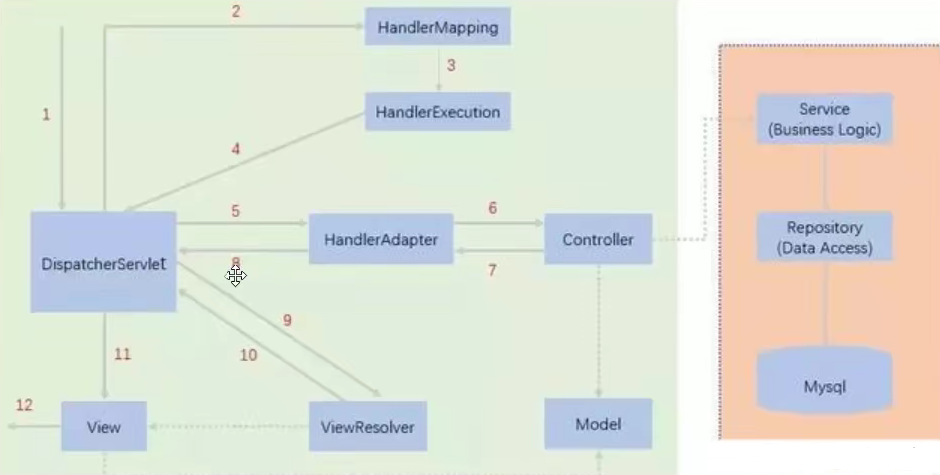 2
HandlerMapping
3
1
HandlerExecution
Service
(Business Logic)
4
5
6
DispatcherServlet
HandlerAdapter
Controller
Repository
(Data Access)
8
7
9
10
11
Mysql
12
View
ViewResolver
Model